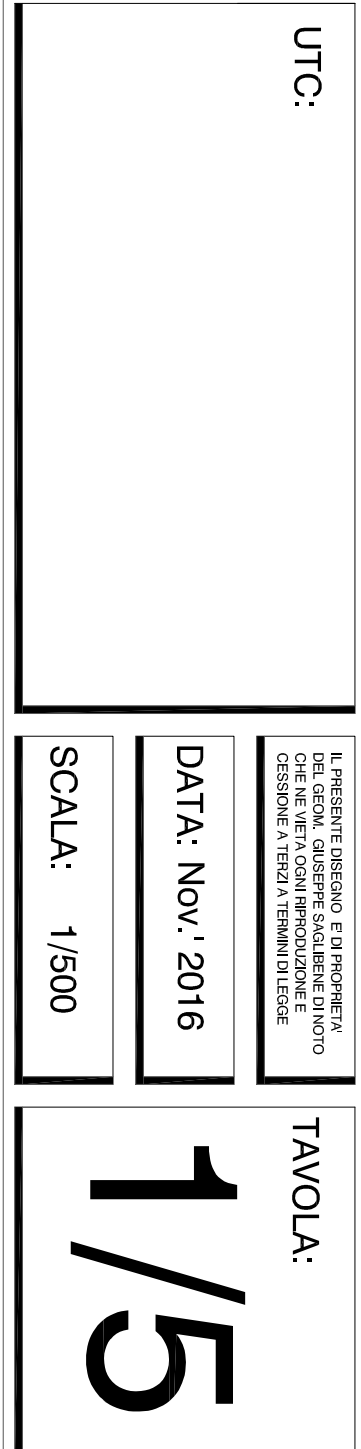 UTC:
IL PRESENTE DISEGNO E' DI PROPRIETA'
DEL GEOM. GIUSEPPE SAGLIBENE DI NOTO
CHE NE VIETA OGNI RIPRODUZIONE E
CESSIONE A TERZI A TERMINI DI LEGGE
DATA: Nov.' 2016
SCALA: 1/500
TAVOLA:
1/5